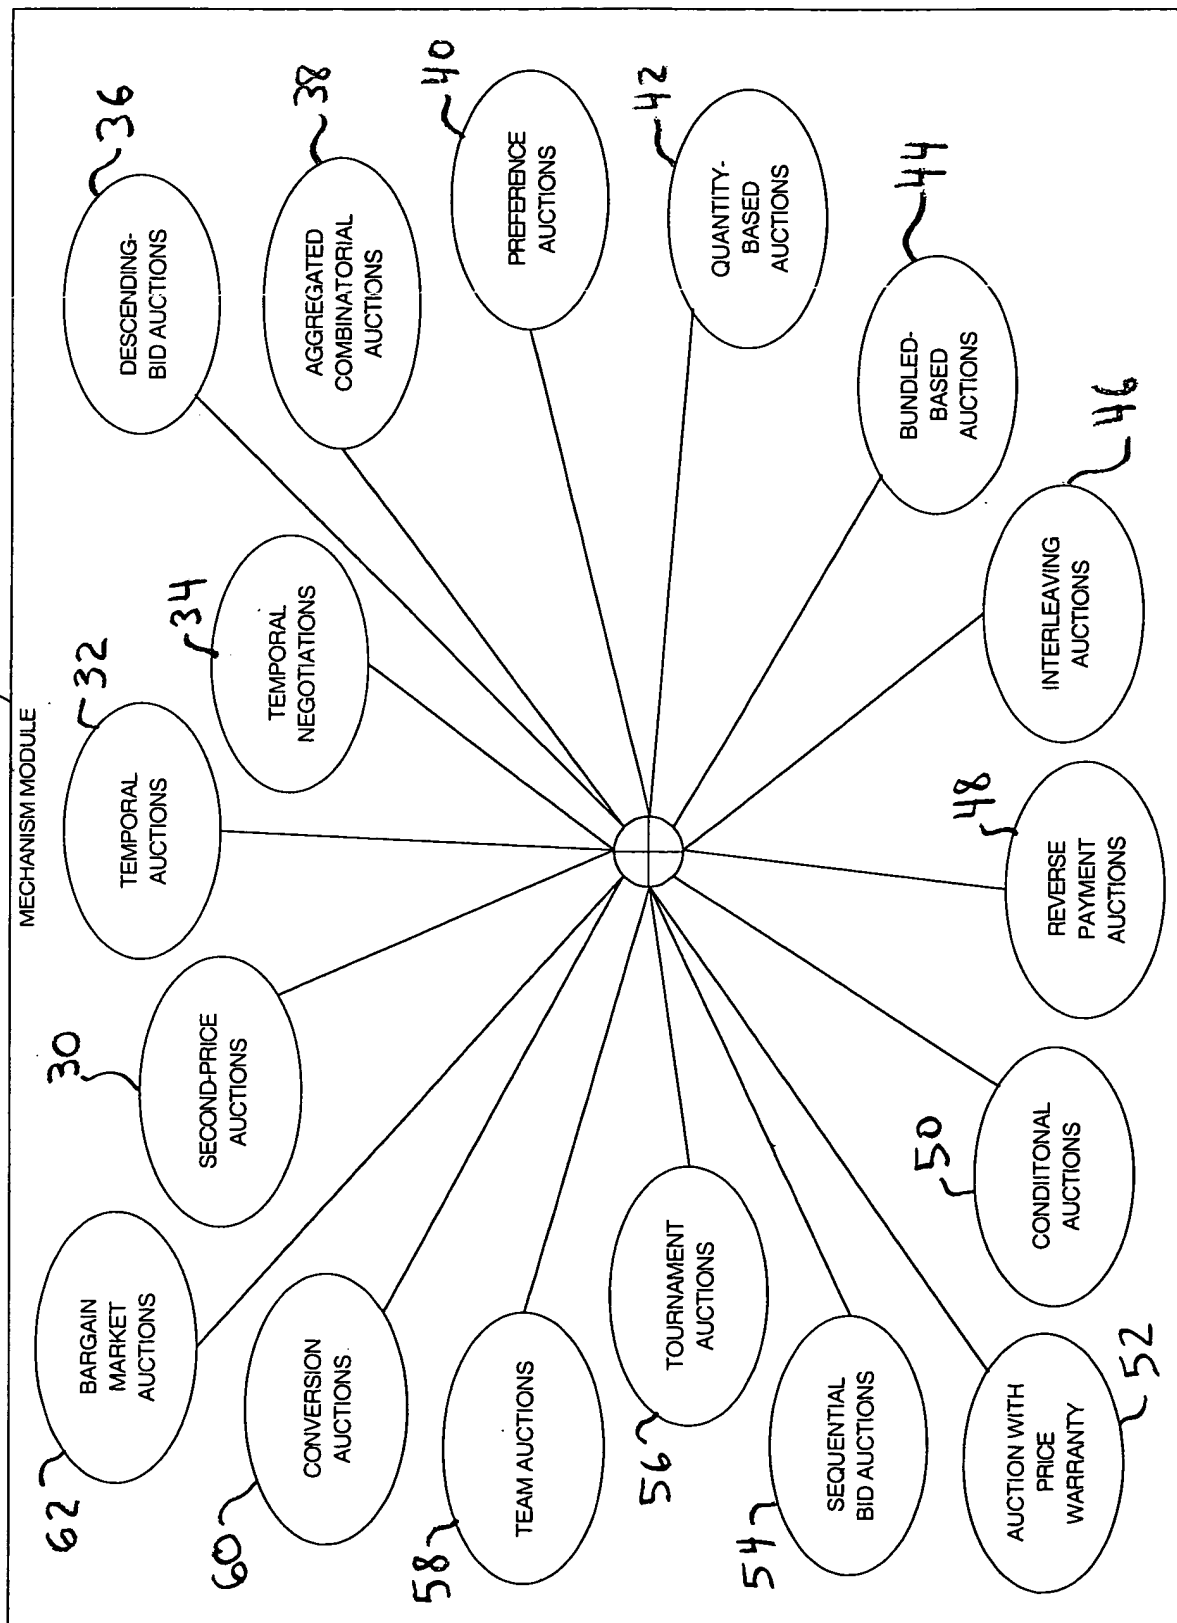 MECHANISM MODULE
30
SECOND-PRICE
AUCTIONS
32
TEMPORAL
AUCTIONS
34
TEMPORAL
NEGOTIATIONS
36
DESCENDING-
BID AUCTIONS
38
AGGREGATED
COMBINATORIAL
AUCTIONS
40
PREFERENCE
AUCTIONS
42
QUANTITY-
BASED
AUCTIONS
44
BUNDLED-
BASED
AUCTIONS
46
INTERLEAVING
AUCTIONS
48
REVERSE
PAYMENT
AUCTIONS
50
CONDIITONAL
AUCTIONS
52
AUCTION WITH
PRICE
WARRANTY
54
SEQUENTIAL
BID AUCTIONS
56
TOURNAMENT
AUCTIONS
58
TEAM AUCTIONS
60
CONVERSION
AUCTIONS
62
BARGAIN
MARKET
AUCTIONS